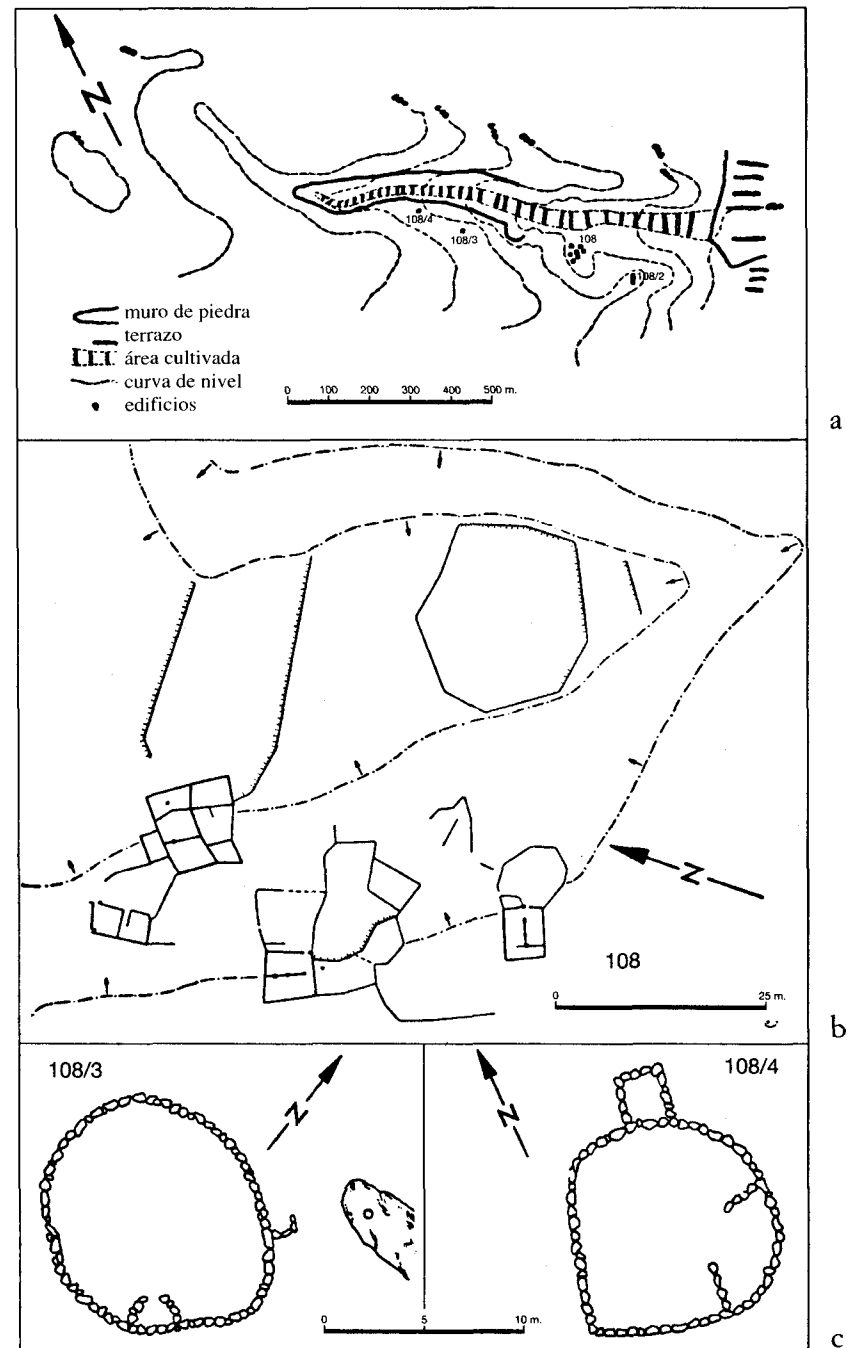 N
108/4
108/3
108
108/2
muro de piedra
terrazo
área cultivada
curva de nivel
edificios
0 100 200 300 400 500 m.
a
N
108
0 25 m.
b
108/3
N
N
108/4
0 5 10 m.
c